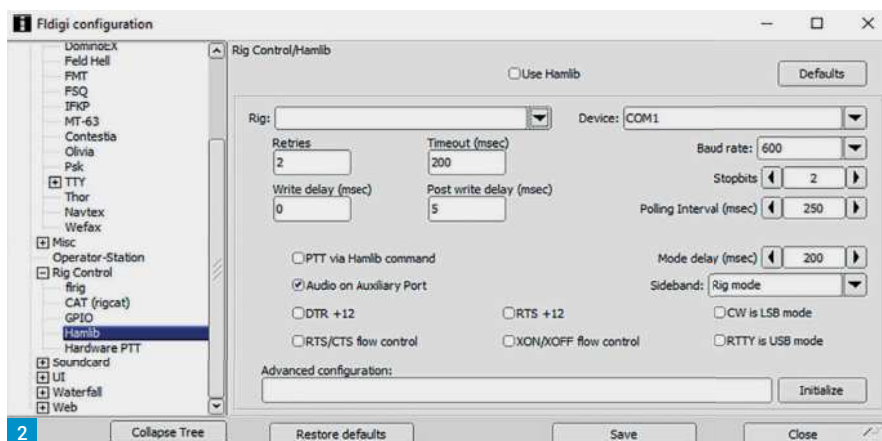 Fldigi configuration
DominoEX
Feld Hell
FMT
FSQ
IFKP
MT-63
Contestia
Olivia
Psk
TTY
Thor
Navtex
Wefax
Misc
Operator-Station
Rig Control
flrig
CAT (rigcat)
GPIO
Hamlib
Hardware PTT
Soundcard
UI
Waterfall
Web
Rig Control/Hamlib
Use Hamlib
Defaults
Rig:
Device: COM1
Retries
2
Timeout (msec)
200
Baud rate: 600
Stopbits 2
Write delay (msec)
0
Post write delay (msec)
5
Polling Interval (msec) 250
PTT via Hamlib command
Mode delay (msec) 200
Audio on Auxiliary Port
Sideband: Rig mode
DTR +12
RTS +12
CW is LSB mode
RTS/CTS flow control
XON/XOFF flow control
RTTY is USB mode
Advanced configuration:
Initialize
2
Collapse Tree
Restore defaults
Save
Close